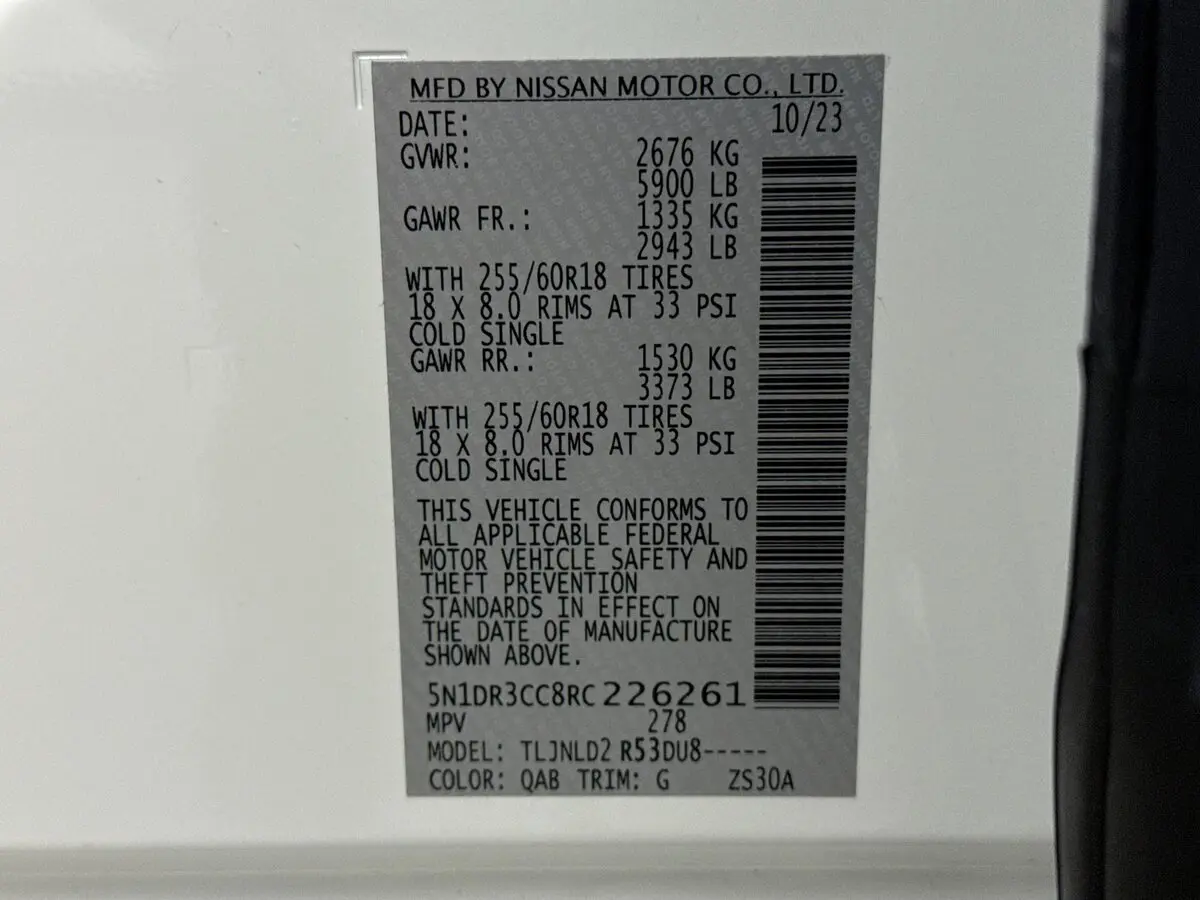 MFD BY NISSAN MOTOR CO., LTD.
DATE: 10/23
GVWR: 2676 KG
5900 LB
GAWR FR.: 1335 KG
2943 LB
WITH 255/60R18 TIRES
18 X 8.0 RIMS AT 33 PSI
COLD SINGLE
GAWR RR.: 1530 KG
3373 LB
WITH 255/60R18 TIRES
18 X 8.0 RIMS AT 33 PSI
COLD SINGLE
THIS VEHICLE CONFORMS TO
ALL APPLICABLE FEDERAL
MOTOR VEHICLE SAFETY AND
THEFT PREVENTION
STANDARDS IN EFFECT ON
THE DATE OF MANUFACTURE
SHOWN ABOVE.
5N1DR3CC8RC226261
MPV 278
MODEL: TLJNLD2 R53DU8-----
COLOR: QAB TRIM: G ZS30A